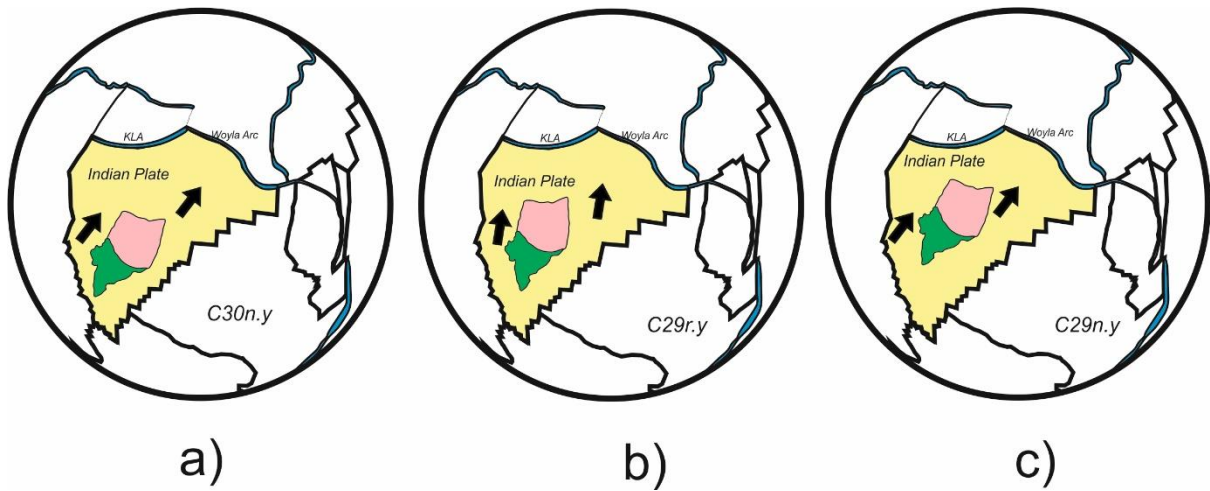 KLA
Woyla Arc
Indian Plate
C30n.y
a)
KLA
Woyla Arc
Indian Plate
C29r.y
b)
KLA
Woyla Arc
Indian Plate
C29n.y
c)